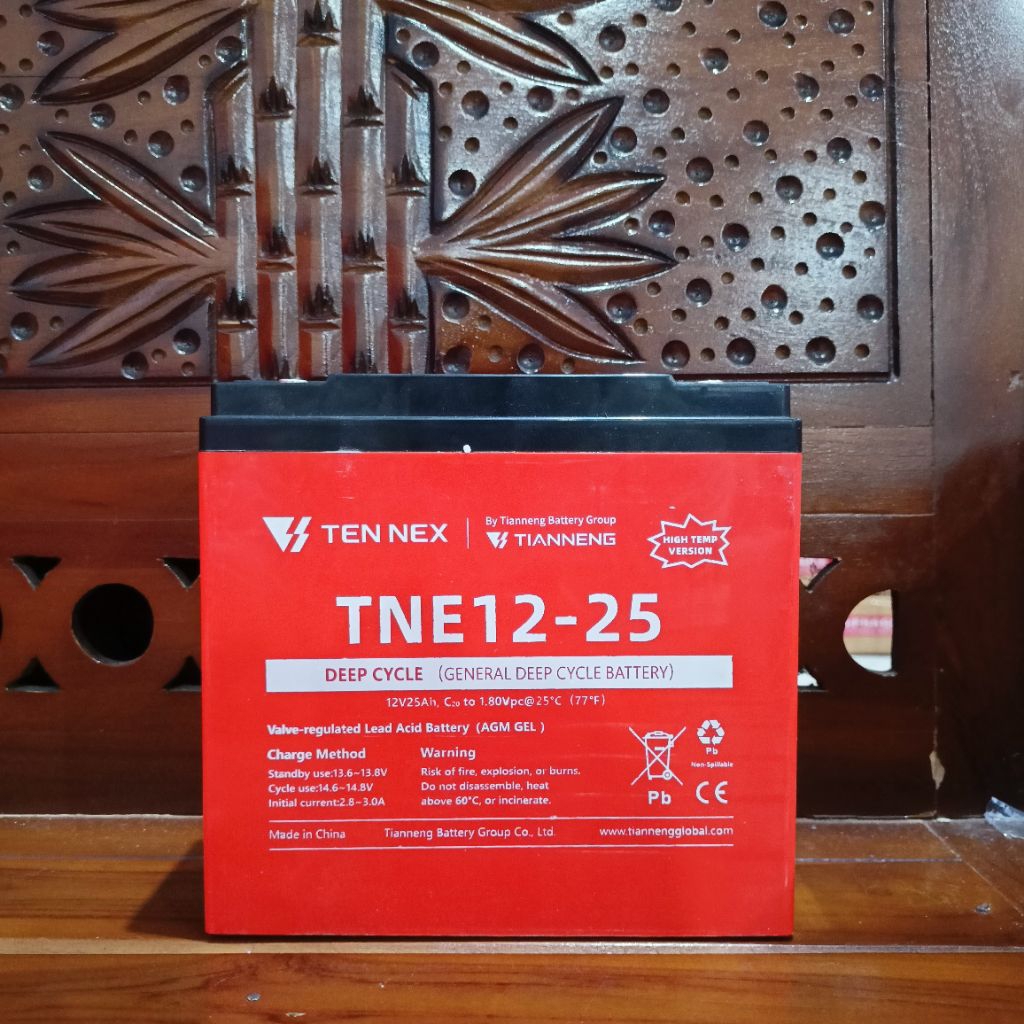 TEN NEX
By Tianneng Battery Group
TIANNENG
HIGH TEMP
VERSION
TNE12-25
DEEP CYCLE (GENERAL DEEP CYCLE BATTERY)
12V25Ah, C₂₀ to 1.80Vpc@25°C (77°F)
Valve-regulated Lead Acid Battery (AGM GEL)
Charge Method
Standby use:13.6~13.8V
Cycle use:14.6~14.8V
Initial current:2.8~3.0A
Warning
Risk of fire, explosion, or burns.
Do not disassemble, heat
above 60°C, or incinerate.
Pb
Pb
Non-Spillable
CE
Made in China
Tianneng Battery Group Co., Ltd.
www.tiannengglobal.com